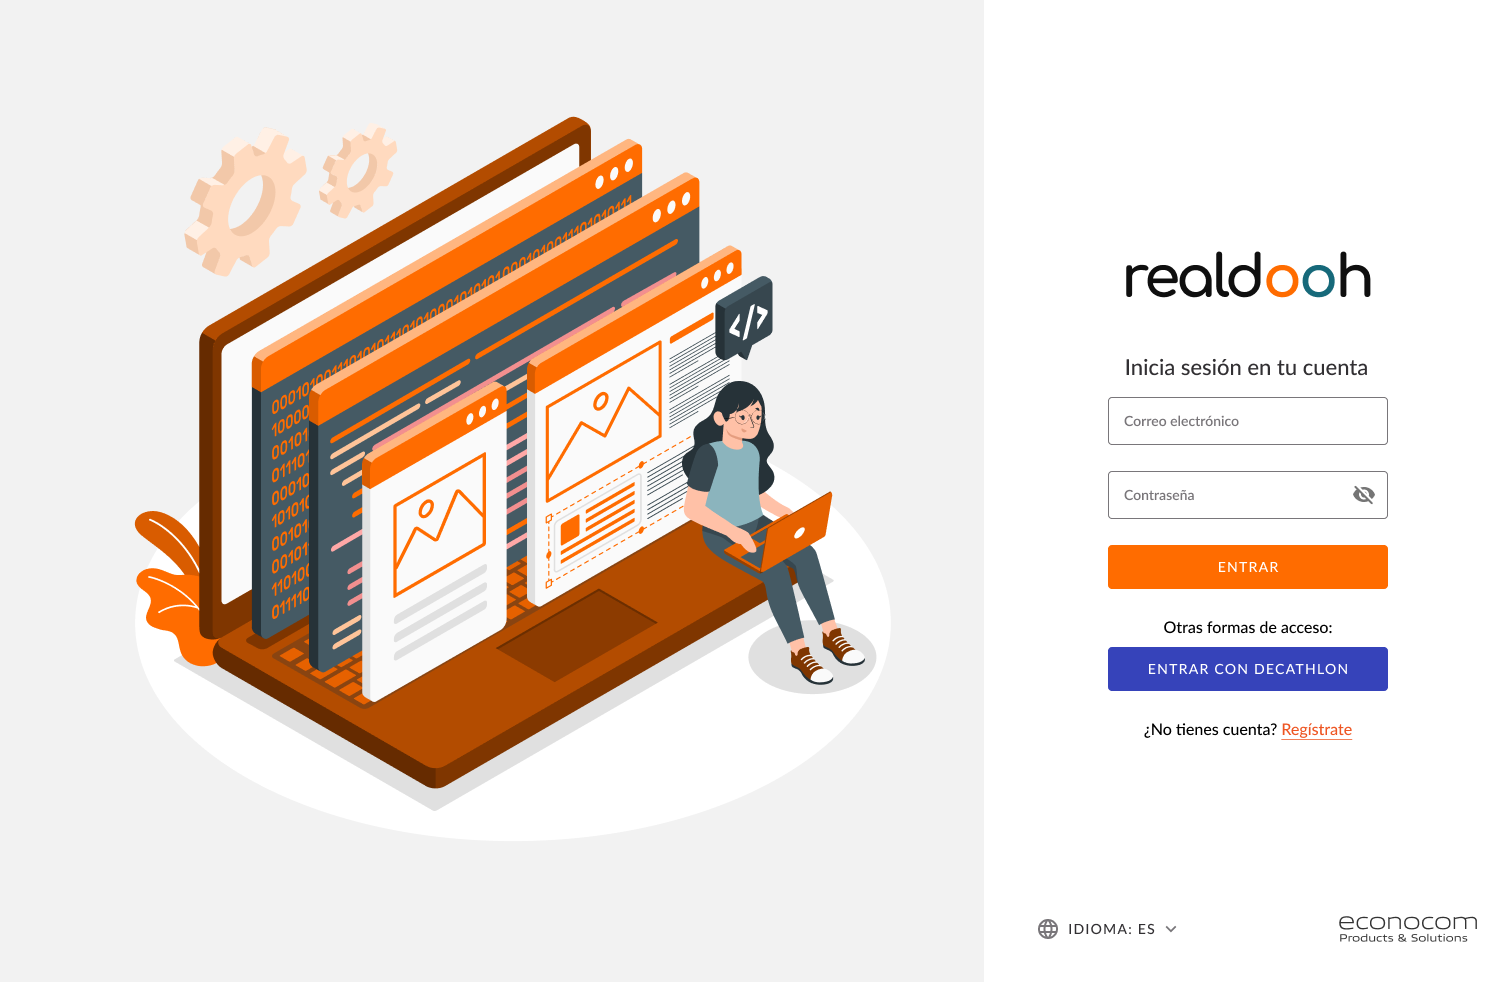 realdooh
Inicia sesión en tu cuenta
Correo electrónico
Contraseña
ENTRAR
Otras formas de acceso:
ENTRAR CON DECATHLON
¿No tienes cuenta? Regístrate
IDIOMA: ES
econocom
Products & Solutions